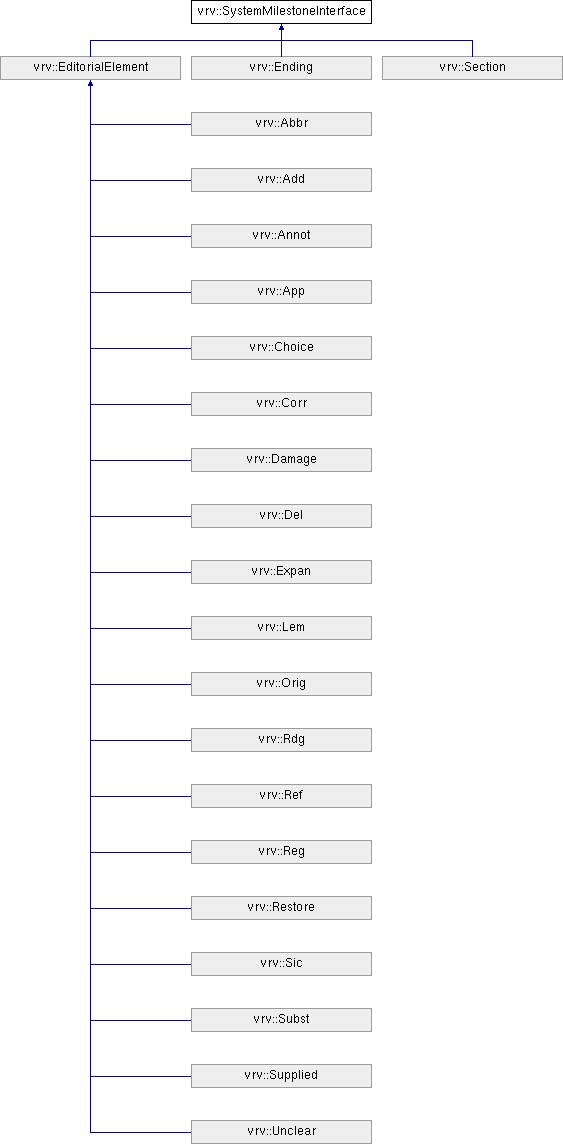 vrv::SystemMilestoneInterface
vrv::EditorialElement
vrv::Ending
vrv::Section
vrv::Abbr
vrv::Add
vrv::Annot
vrv::App
vrv::Choice
vrv::Corr
vrv::Damage
vrv::Del
vrv::Expan
vrv::Lem
vrv::Orig
vrv::Rdg
vrv::Ref
vrv::Reg
vrv::Restore
vrv::Sic
vrv::Subst
vrv::Supplied
vrv::Unclear